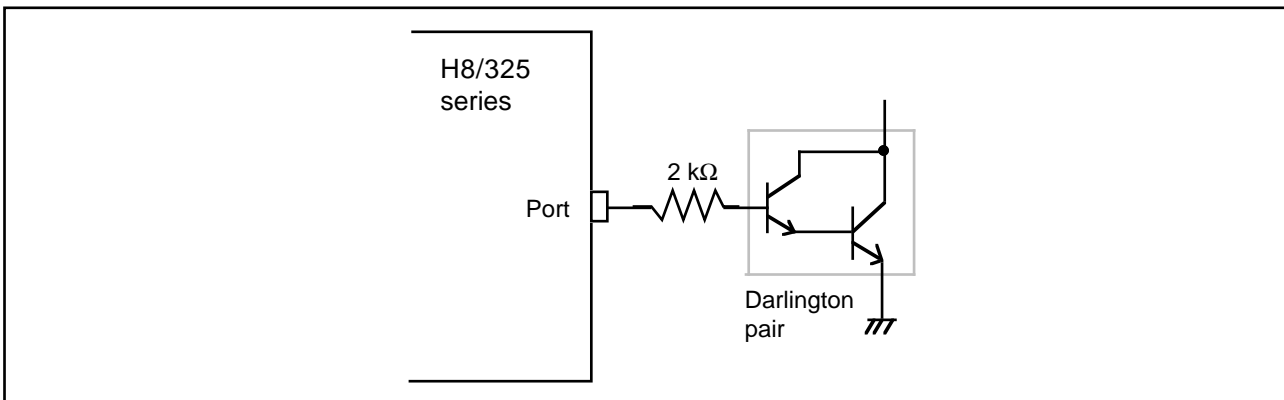 H8/325
series
2 kΩ
Port
Darlington
pair